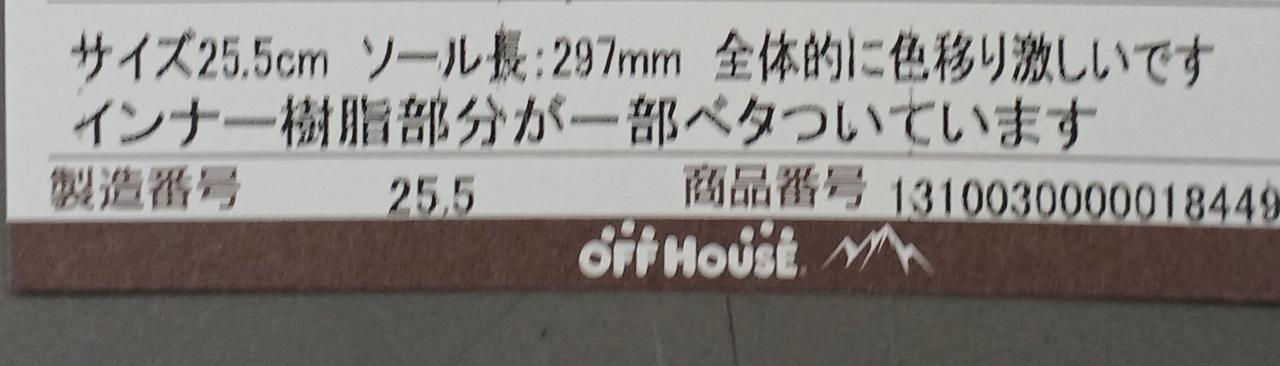 サイズ25.5cm ソール長:297mm 全体的に色移り激しいです
インナー樹脂部分が一部ベタついています
製造番号 25.5 商品番号 1310030000018449
OFF HOUSE